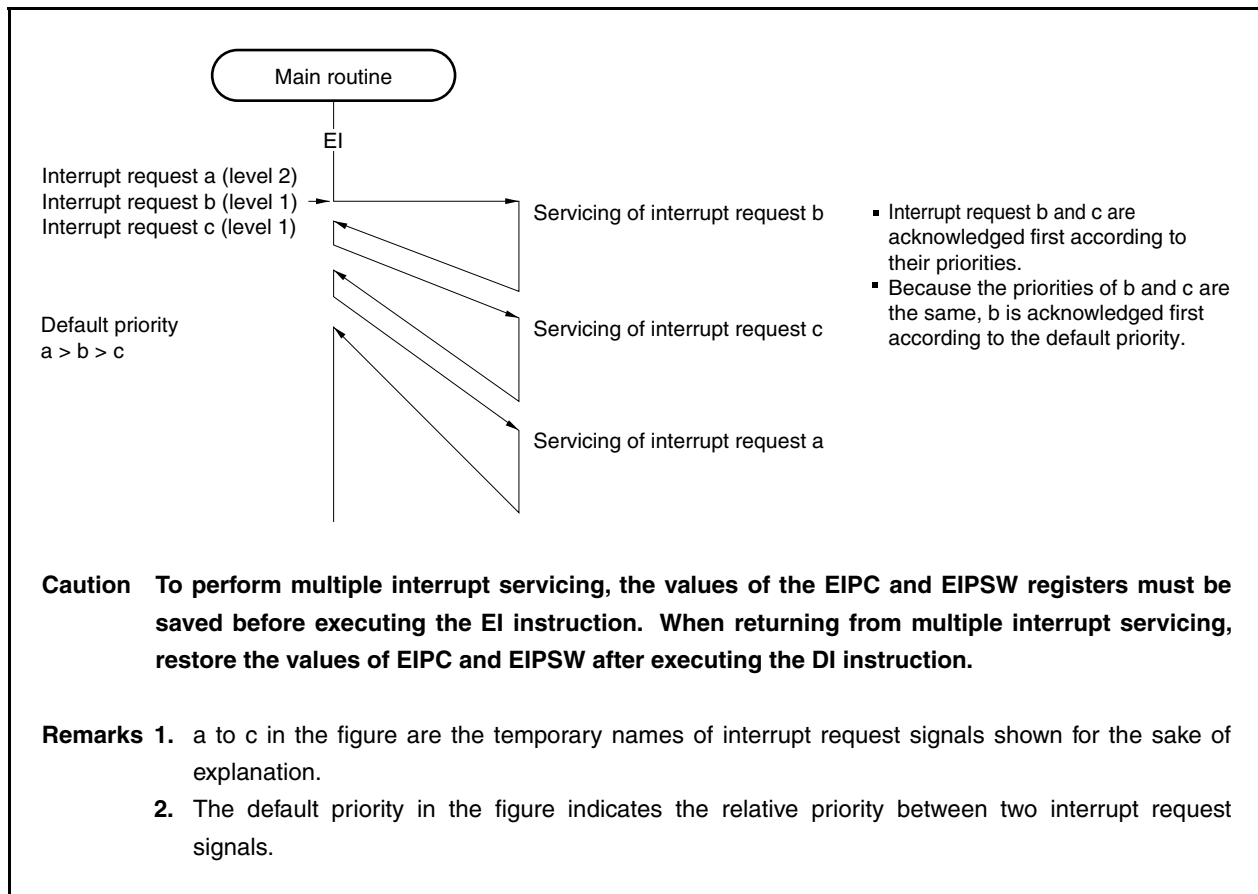 Main routine
EI
Interrupt request a (level 2)
Interrupt request b (level 1)
Interrupt request c (level 1)
Servicing of interrupt request b
▪ Interrupt request b and c are
acknowledged first according to
their priorities.
▪ Because the priorities of b and c are
the same, b is acknowledged first
according to the default priority.
Default priority
a > b > c
Servicing of interrupt request c
Servicing of interrupt request a
Caution To perform multiple interrupt servicing, the values of the EIPC and EIPSW registers must be
saved before executing the EI instruction. When returning from multiple interrupt servicing,
restore the values of EIPC and EIPSW after executing the DI instruction.
Remarks 1. a to c in the figure are the temporary names of interrupt request signals shown for the sake of
explanation.
2. The default priority in the figure indicates the relative priority between two interrupt request
signals.